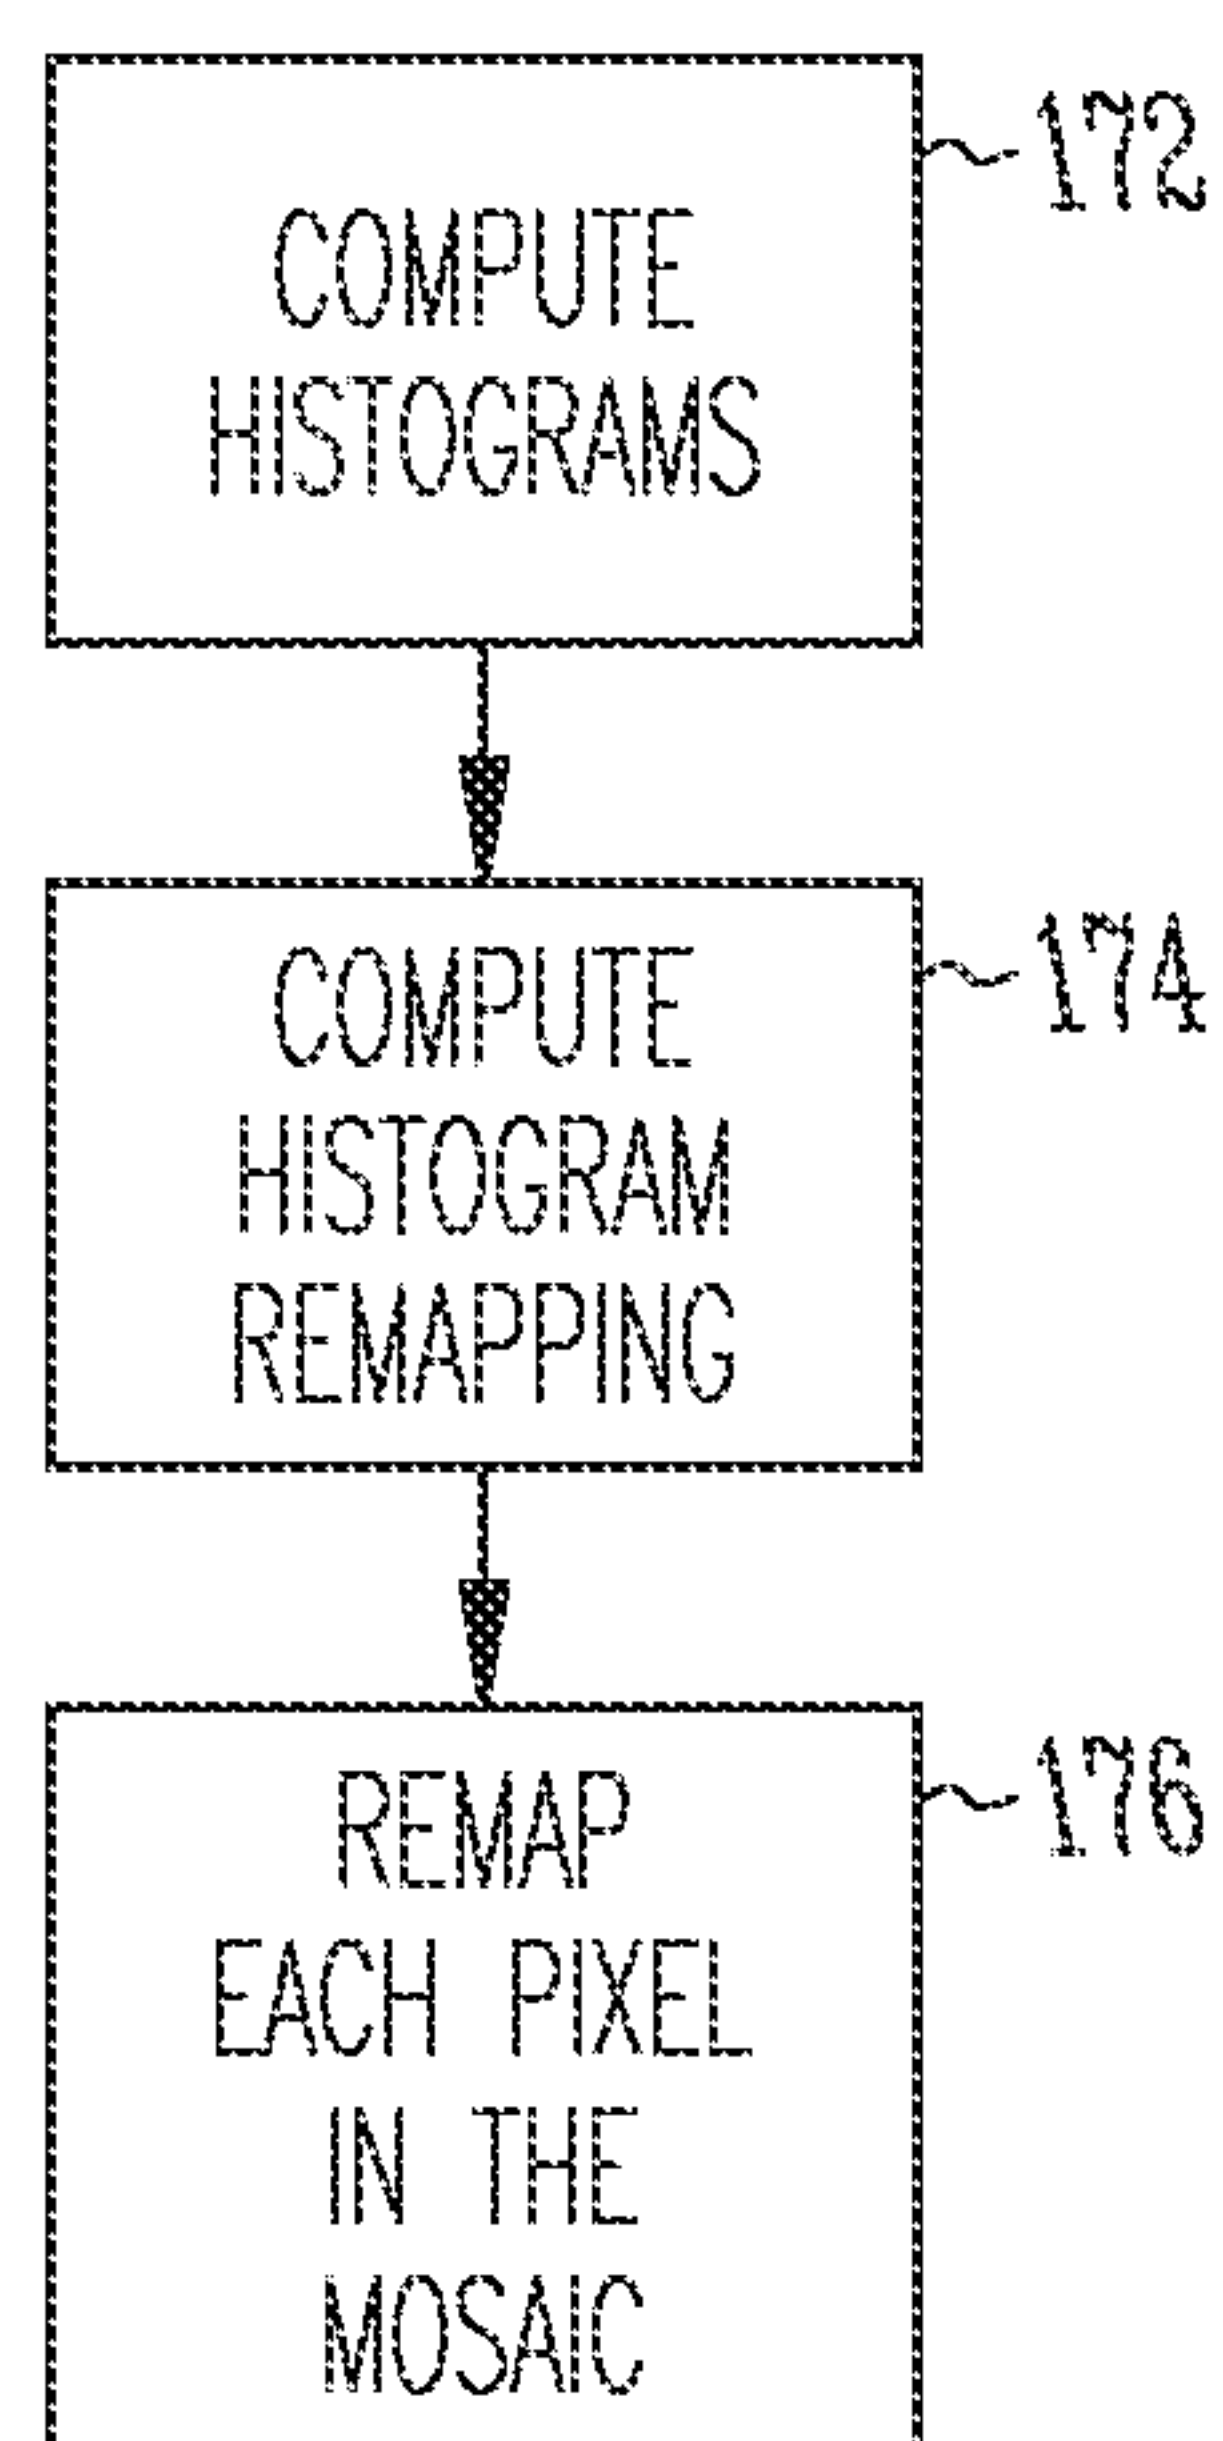 172
COMPUTE
HISTOGRAMS
174
COMPUTE
HISTOGRAM
REMAPPING
176
REMAP
EACH PIXEL
IN THE
MOSAIC